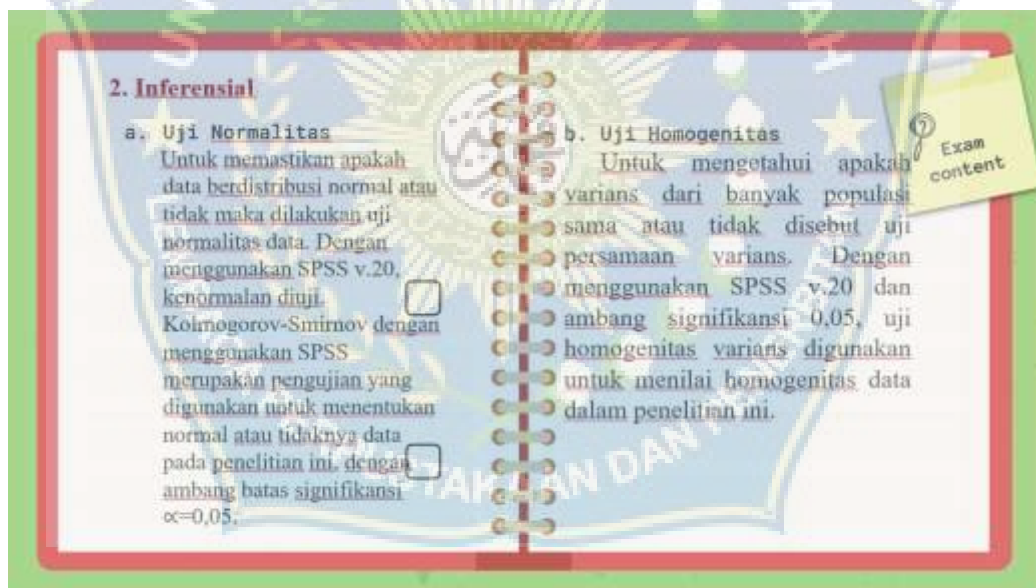 2. Inferensial
a. Uji Normalitas
Untuk memastikan apakah
data berdistribusi normal atau
tidak maka dilakukan uji
normalitas data. Dengan
menggunakan SPSS v.20,
kenormalan diuji.
Kolmogorov-Smirnov dengan
menggunakan SPSS
merupakan pengujian yang
digunakan untuk menentukan
normal atau tidaknya data
pada penelitian ini, dengan
ambang batas signifikansi
∝=0,05.
b. Uji Homogenitas
Untuk mengetahui apakah
varians dari banyak populasi
sama atau tidak disebut uji
persamaan varians. Dengan
menggunakan SPSS v.20 dan
ambang signifikansi 0,05, uji
homogenitas varians digunakan
untuk menilai homogenitas data
dalam penelitian ini.
Exam
content
DAN